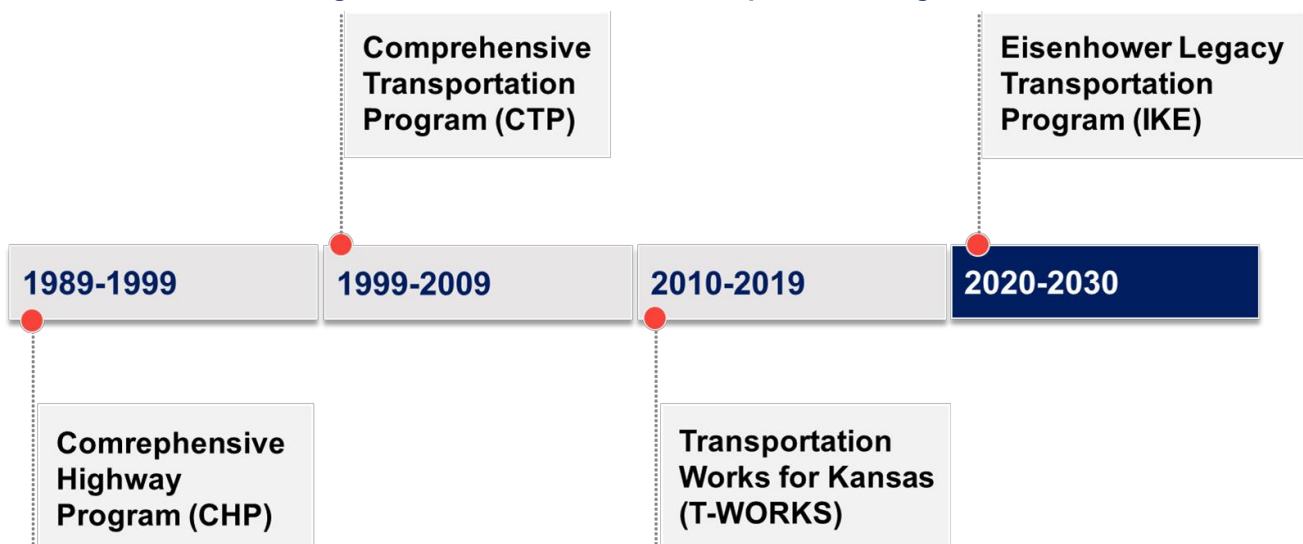 Comprehensive
Transportation
Program (CTP)
Eisenhower Legacy
Transportation
Program (IKE)
1989-1999
1999-2009
2010-2019
2020-2030
Comrephensive
Highway
Program (CHP)
Transportation
Works for Kansas
(T-WORKS)